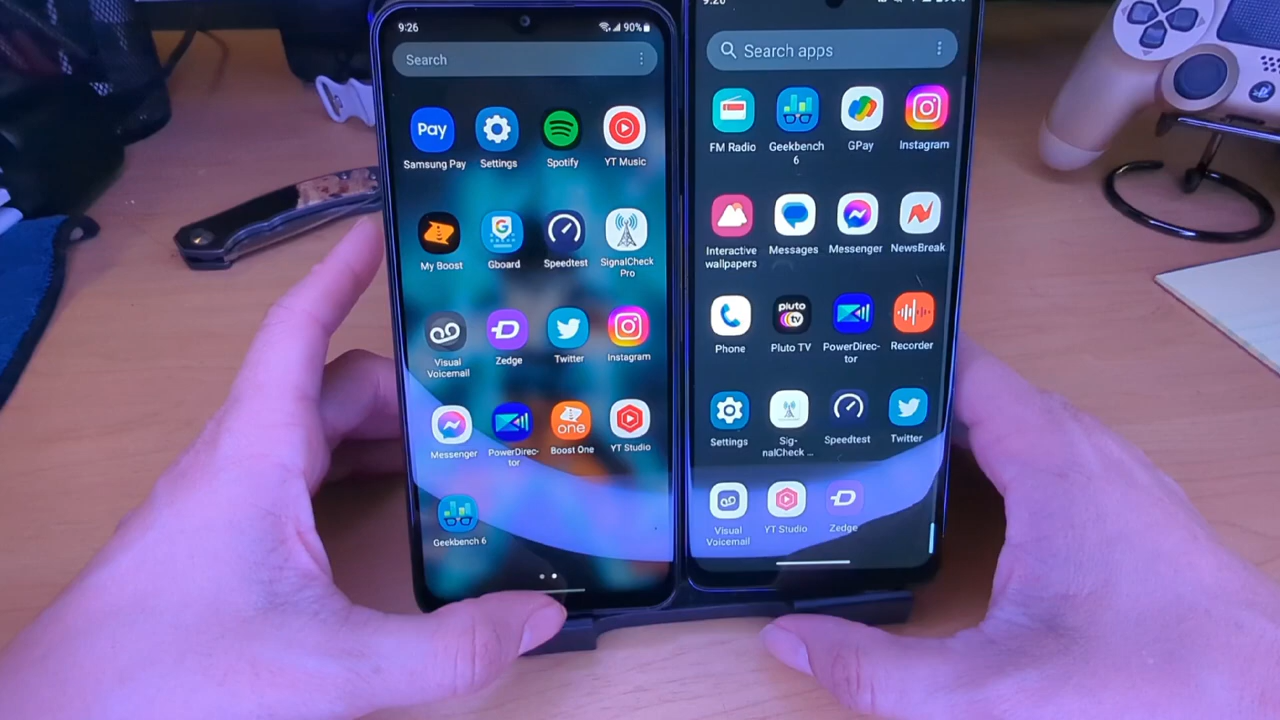 9:26
90%
Search
Pay
Samsung Pay
Settings
Spotify
YT Music
My Boost
Gboard
Speedtest
SignalCheck
Pro
Visual
Voicemail
Zedge
Twitter
Instagram
Messenger
PowerDirec-
tor
one
Boost One
YT Studio
Geekbench 6
Search apps
FM Radio
Geekbench
6
GPay
Instagram
Interactive
wallpapers
Messages
Messenger
NewsBreak
Phone
pluto
tv
Pluto TV
PowerDirec-
tor
Recorder
Settings
Sig-
nalCheck ...
Speedtest
Twitter
Visual
Voicemail
YT Studio
Zedge